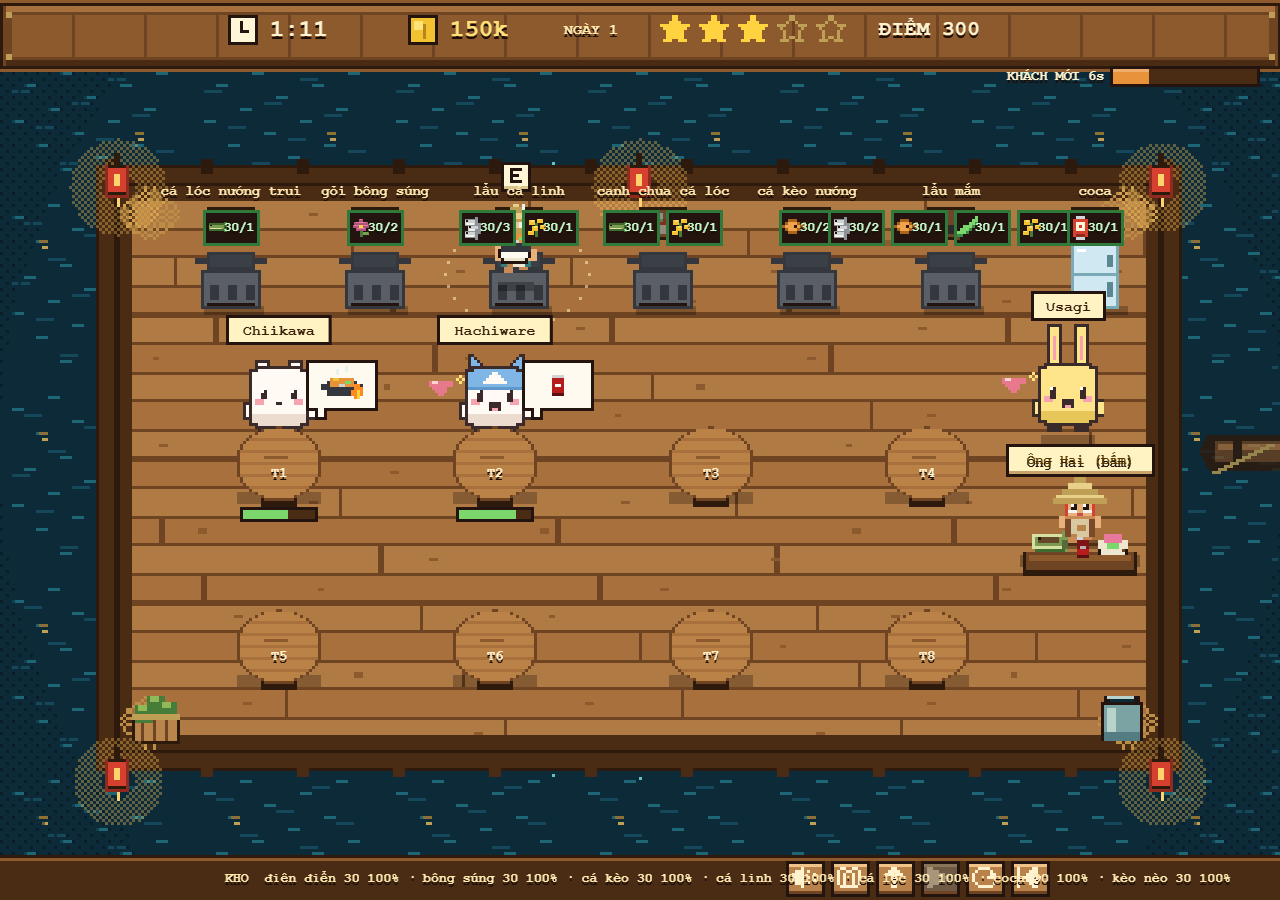 1:11 150k NGÀY 1 ĐIỂM 300
KHÁCH MỚI 6s
E
cá lóc nướng trui gỏi bông súng lẩu cá linh canh chua cá lóc cá kèo nướng lẩu mắm coca
30/1 30/2 30/3 30/1 30/1 30/1 30/2 30/2 30/1 30/1 30/1 30/1
Usagi
Chiikawa Hachiware
Ông Hai (bấm)
T1 T2 T3 T4
T5 T6 T7 T8
KHO điên điển 30 100% · bông súng 30 100% · cá kèo 30 100% · cá linh 30 100% · cá lóc 30 100% · coca 30 100% · kèo nèo 30 100%